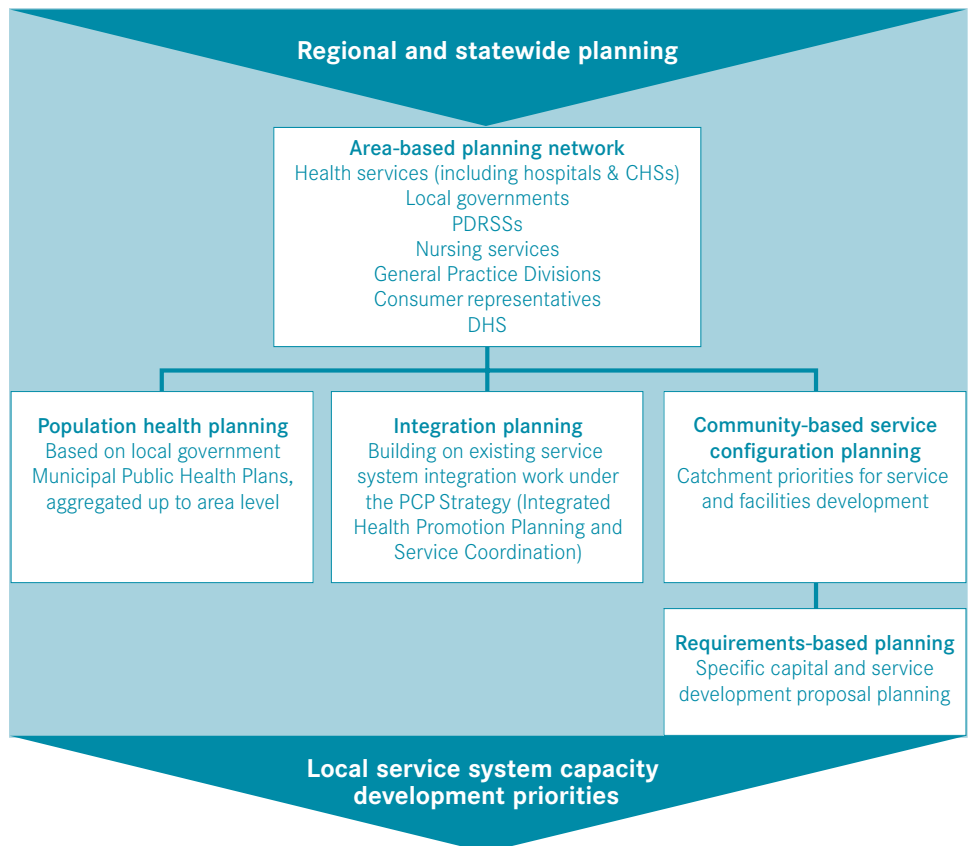 Regional and statewide planning
Area-based planning network
Health services (including hospitals & CHSs)
Local governments
PDRSSs
Nursing services
General Practice Divisions
Consumer representatives
DHS
Population health planning
Based on local government
Municipal Public Health Plans,
aggregated up to area level
Integration planning
Building on existing service
system integration work under
the PCP Strategy (Integrated
Health Promotion Planning and
Service Coordination)
Community-based service
configuration planning
Catchment priorities for service
and facilities development
Requirements-based planning
Specific capital and service
development proposal planning
Local service system capacity
development priorities